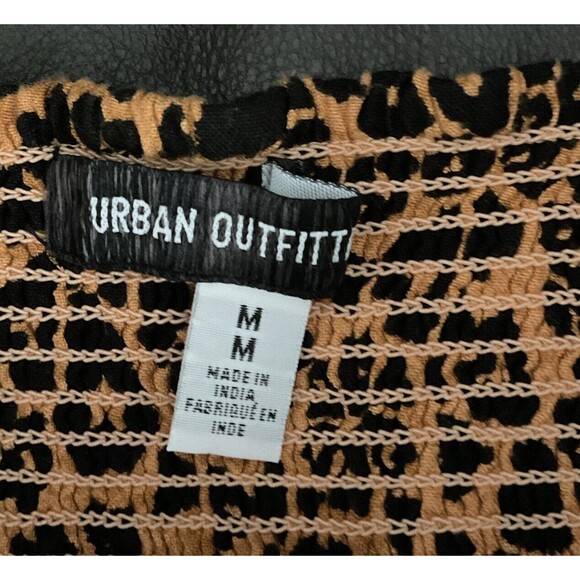 URBAN OUTFITT
M
M
MADE IN
INDIA
FABRIQUÉ EN
INDE